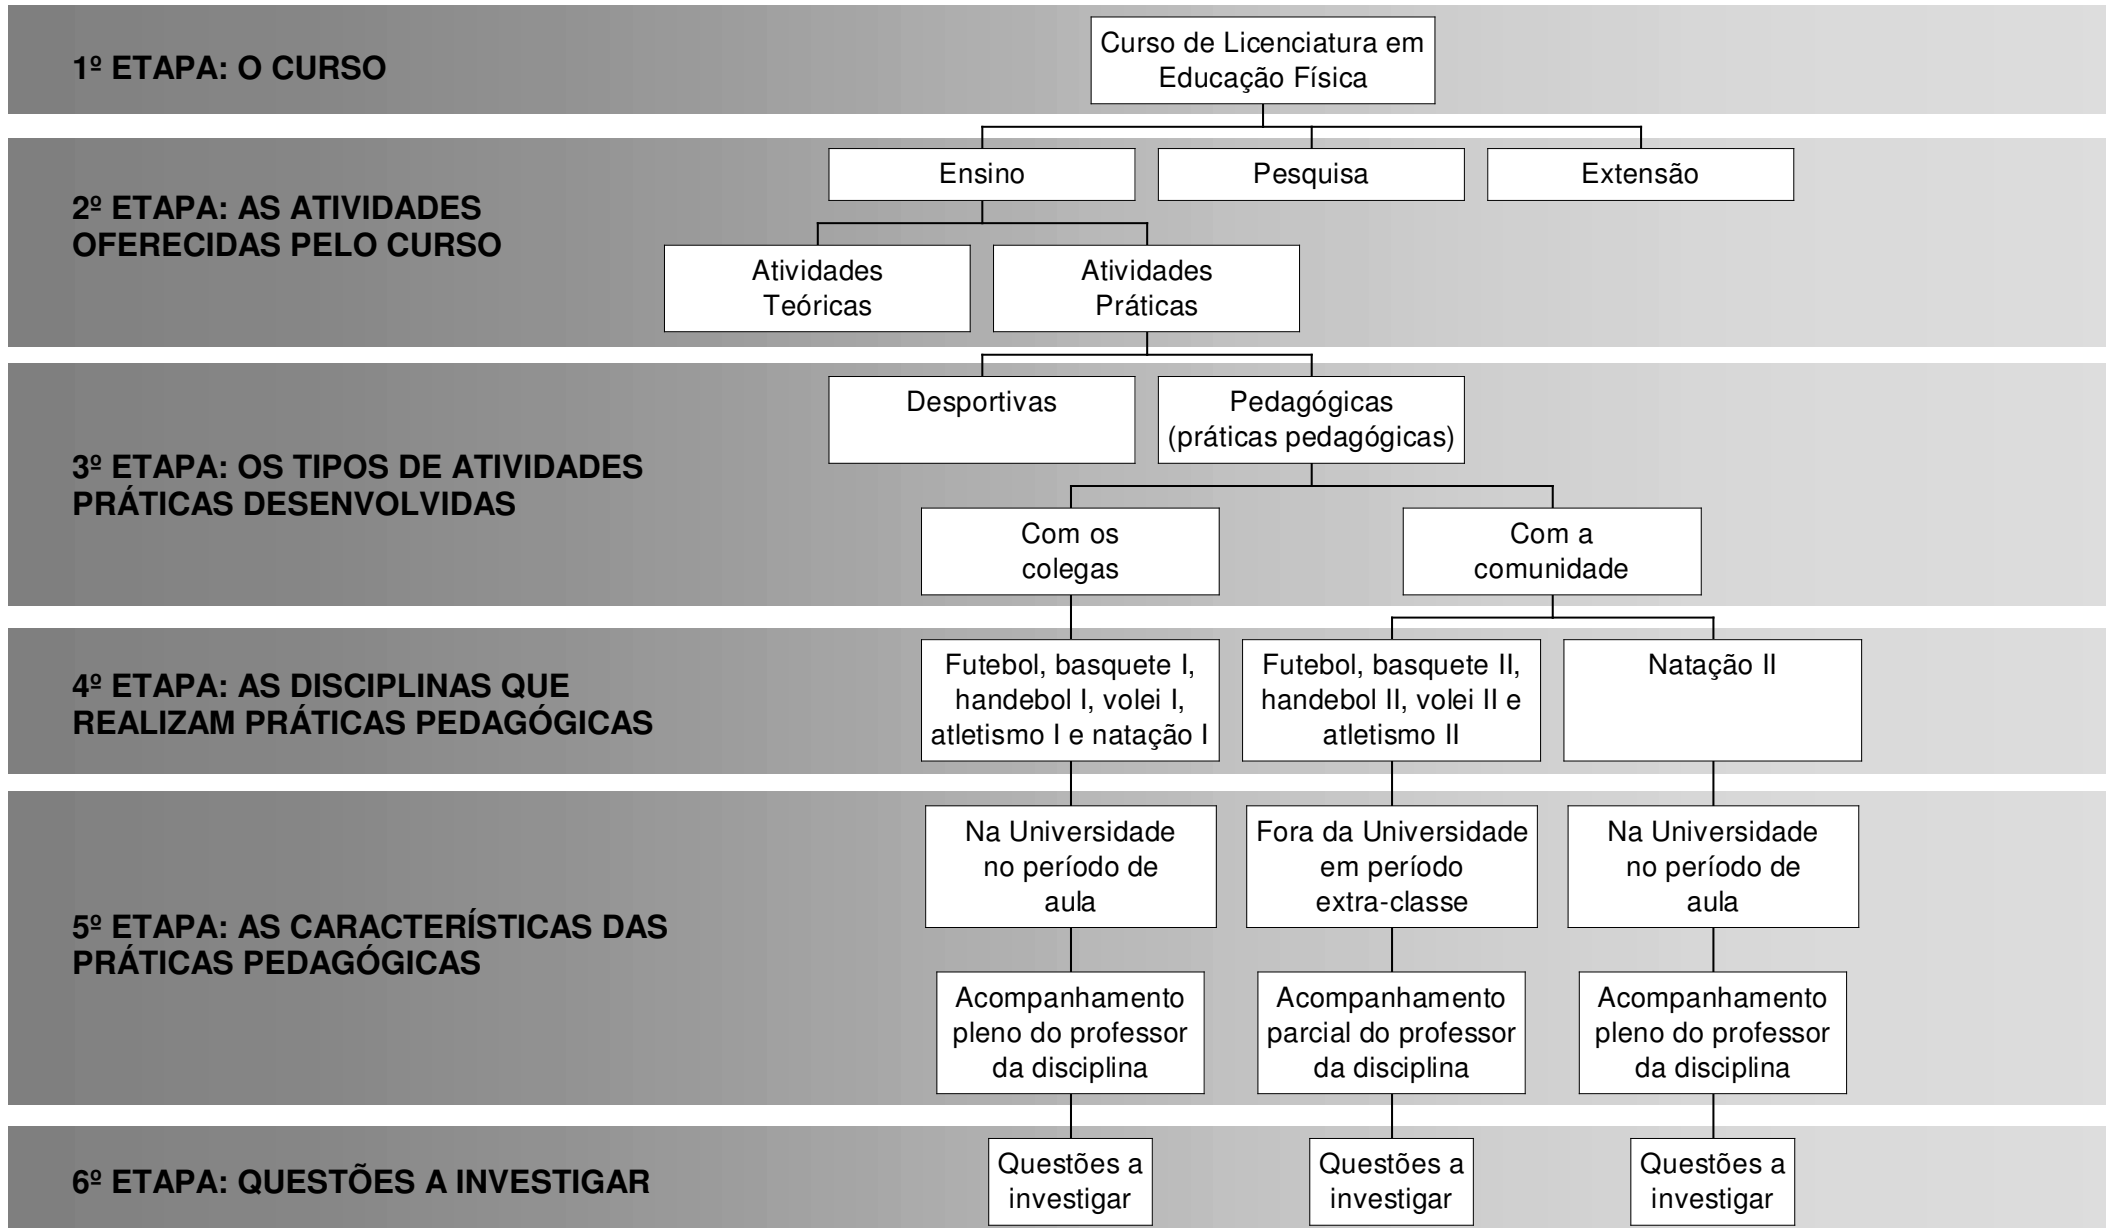 1º ETAPA: O CURSO
Curso de Licenciatura em
Educação Física
2º ETAPA: AS ATIVIDADES
OFERECIDAS PELO CURSO
Ensino
Pesquisa
Extensão
Atividades
Teóricas
Atividades
Práticas
3º ETAPA: OS TIPOS DE ATIVIDADES
PRÁTICAS DESENVOLVIDAS
Desportivas
Pedagógicas
(práticas pedagógicas)
Com os
colegas
Com a
comunidade
4º ETAPA: AS DISCIPLINAS QUE
REALIZAM PRÁTICAS PEDAGÓGICAS
Futebol, basquete I,
handebol I, volei I,
atletismo I e natação I
Futebol, basquete II,
handebol II, volei II e
atletismo II
Natação II
5º ETAPA: AS CARACTERÍSTICAS DAS
PRÁTICAS PEDAGÓGICAS
Na Universidade
no período de
aula
Fora da Universidade
em período
extra-classe
Na Universidade
no período de
aula
Acompanhamento
pleno do professor
da disciplina
Acompanhamento
parcial do professor
da disciplina
Acompanhamento
pleno do professor
da disciplina
6º ETAPA: QUESTÕES A INVESTIGAR
Questões a
investigar
Questões a
investigar
Questões a
investigar